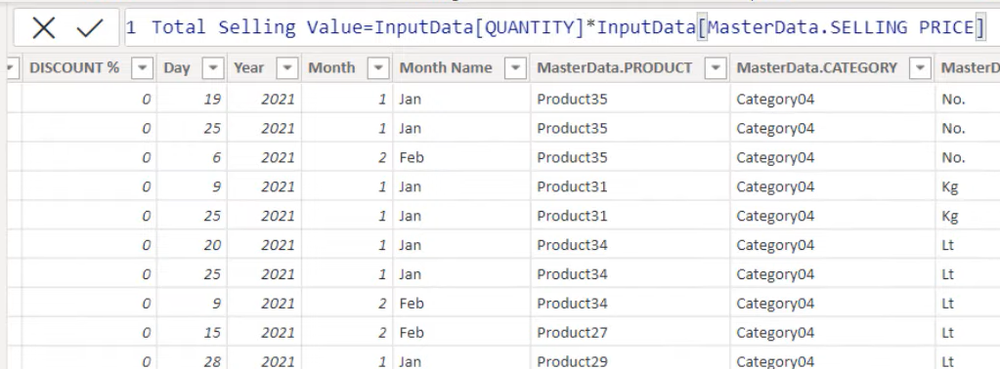 1 Total Selling Value=InputData[QUANTITY]*InputData[MasterData.SELLING PRICE]
DISCOUNT % Day Year Month Month Name MasterData.PRODUCT MasterData.CATEGORY MasterD
0 19 2021 1 Jan Product35 Category04 No.
0 25 2021 1 Jan Product35 Category04 No.
0 6 2021 2 Feb Product35 Category04 No.
0 9 2021 1 Jan Product31 Category04 Kg
0 25 2021 1 Jan Product31 Category04 Kg
0 20 2021 1 Jan Product34 Category04 Lt
0 25 2021 1 Jan Product34 Category04 Lt
0 9 2021 2 Feb Product34 Category04 Lt
0 15 2021 2 Feb Product27 Category04 Lt
0 28 2021 1 Jan Product29 Category04 Lt